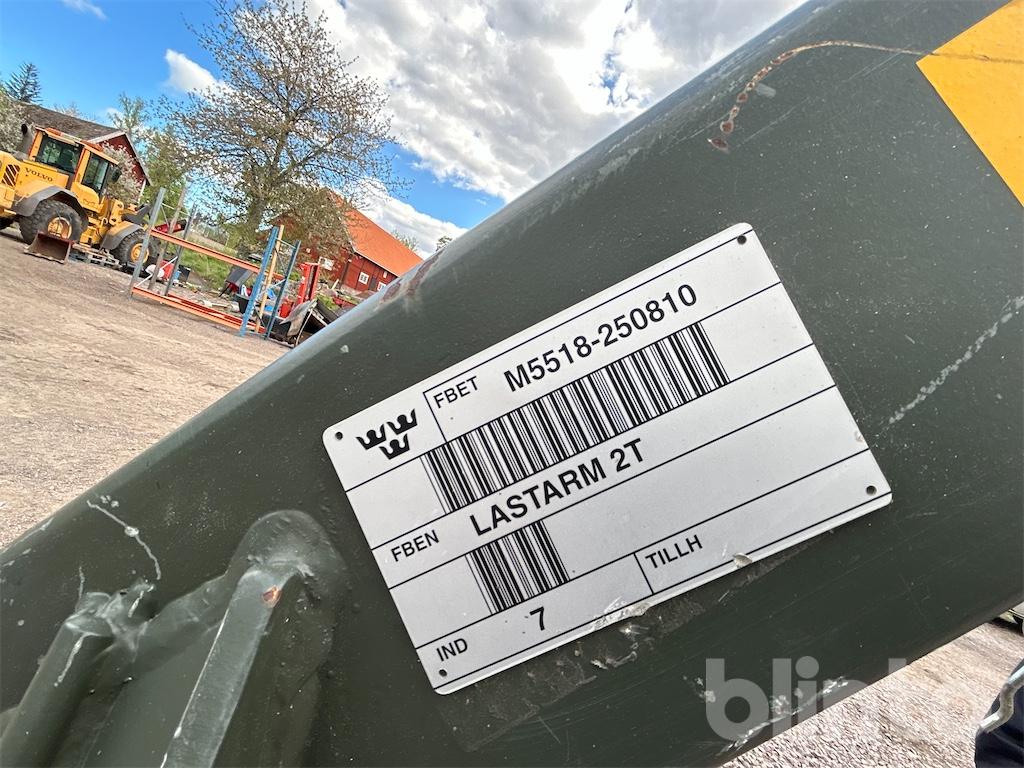 VOLVO
FBET M5518-250810
FBEN LASTARM 2T
IND 7 TILLH
blinto